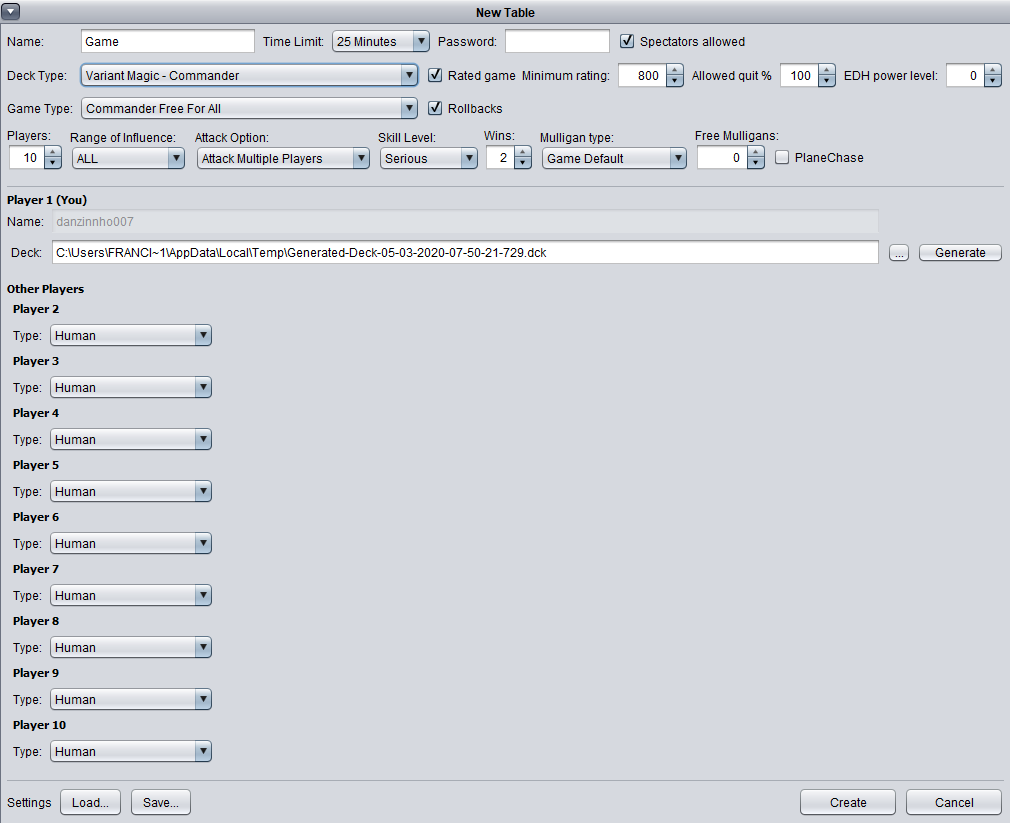 New Table
Name: Game Time Limit: 25 Minutes Password: Spectators allowed
Deck Type: Variant Magic - Commander Rated game Minimum rating: 800 Allowed quit % 100 EDH power level: 0
Game Type: Commander Free For All Rollbacks
Players: Range of Influence: Attack Option: Skill Level: Wins: Mulligan type: Free Mulligans:
10 ALL Attack Multiple Players Serious 2 Game Default 0 PlaneChase
Player 1 (You)
Name: danzinnho007
Deck: C:\Users\FRANCI~1\AppData\Local\Temp\Generated-Deck-05-03-2020-07-50-21-729.dck ... Generate
Other Players
Player 2
Type: Human
Player 3
Type: Human
Player 4
Type: Human
Player 5
Type: Human
Player 6
Type: Human
Player 7
Type: Human
Player 8
Type: Human
Player 9
Type: Human
Player 10
Type: Human
Settings Load... Save... Create Cancel